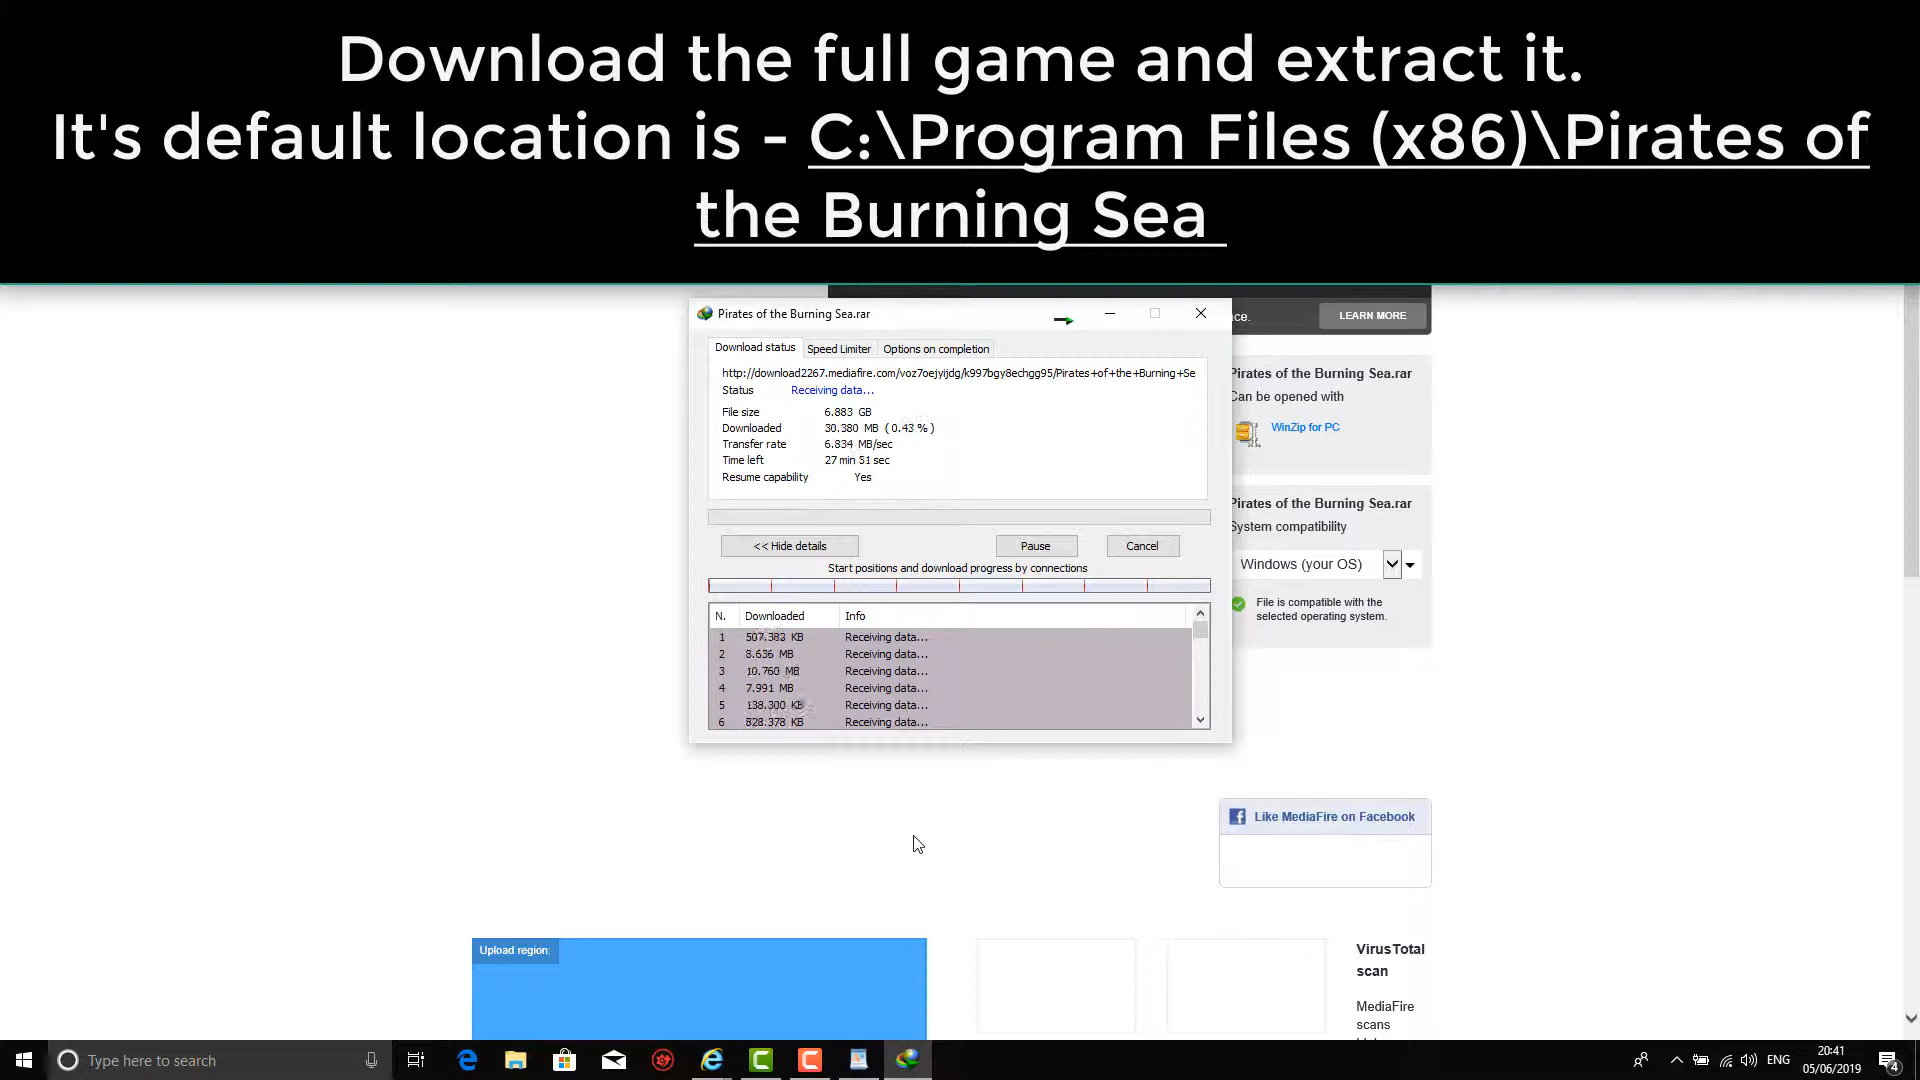 Download the full game and extract it.
It's default location is - C:\Program Files (x86)\Pirates of
the Burning Sea
Pirates of the Burning Sea.rar
ce.
LEARN MORE
Download status
Speed Limiter
Options on completion
http://download2267.mediafire.com/voz7oejyijdg/k997bgy8echgg95/Pirates+of+the+Burning+Se
Status Receiving data...
File size 6.883 GB
Downloaded 30.380 MB ( 0.43 % )
Transfer rate 6.834 MB/sec
Time left 27 min 51 sec
Resume capability Yes
<< Hide details
Pause
Cancel
Start positions and download progress by connections
N. Downloaded Info
1 507.382 KB Receiving data...
2 8.636 MB Receiving data...
3 10.760 MB Receiving data...
4 7.991 MB Receiving data...
5 138.300 KB Receiving data...
6 828.378 KB Receiving data...
Pirates of the Burning Sea.rar
Can be opened with
WinZip for PC
Pirates of the Burning Sea.rar
System compatibility
Windows (your OS)
File is compatible with the
selected operating system.
Like MediaFire on Facebook
Upload region:
VirusTotal
scan
MediaFire
scans
Type here to search
ENG
20:41
05/06/2019
4